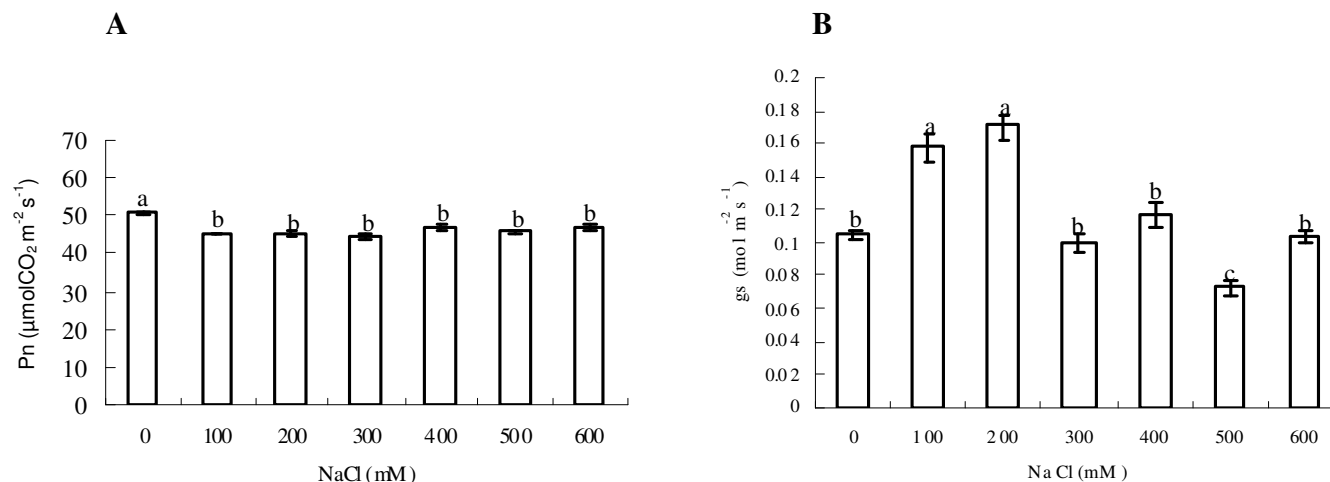 A
Pn (μmolCO₂ m⁻² s⁻¹)
70
60
50
40
30
20
10
0
a
b
b
b
b
b
b
0 100 200 300 400 500 600
NaCl (mM)
B
gs (mol m⁻² s⁻¹)
0.2
0.18
0.16
0.14
0.12
0.1
0.08
0.06
0.04
0.02
0
b
a
a
b
b
c
b
0 100 200 300 400 500 600
NaCl (mM)